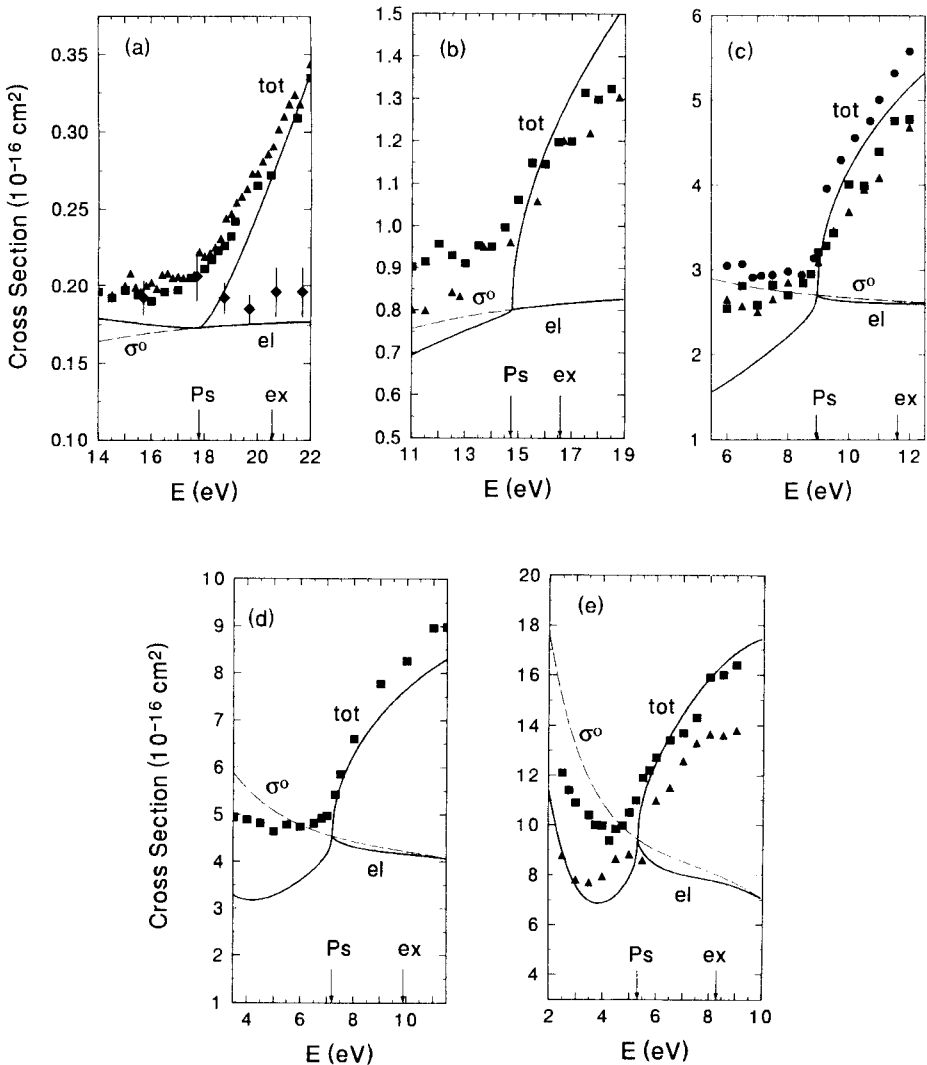 Cross Section (10⁻¹⁶ cm²)
(a)
0.35
0.30
0.25
0.20
0.15
0.10
tot
el
σ⁰
Ps
ex
14 16 18 20 22
E (eV)
(b)
1.5
1.4
1.3
1.2
1.1
1.0
0.9
0.8
0.7
0.6
0.5
tot
σ⁰
el
Ps
ex
11 13 15 17 19
E (eV)
(c)
6
5
4
3
2
1
tot
σ⁰
el
Ps
ex
6 8 10 12
E (eV)
Cross Section (10⁻¹⁶ cm²)
(d)
10
9
8
7
6
5
4
3
2
1
tot
σ⁰
el
Ps
ex
4 6 8 10
E (eV)
(e)
20
18
16
14
12
10
8
6
4
tot
σ⁰
el
Ps
ex
2 4 6 8 10
E (eV)